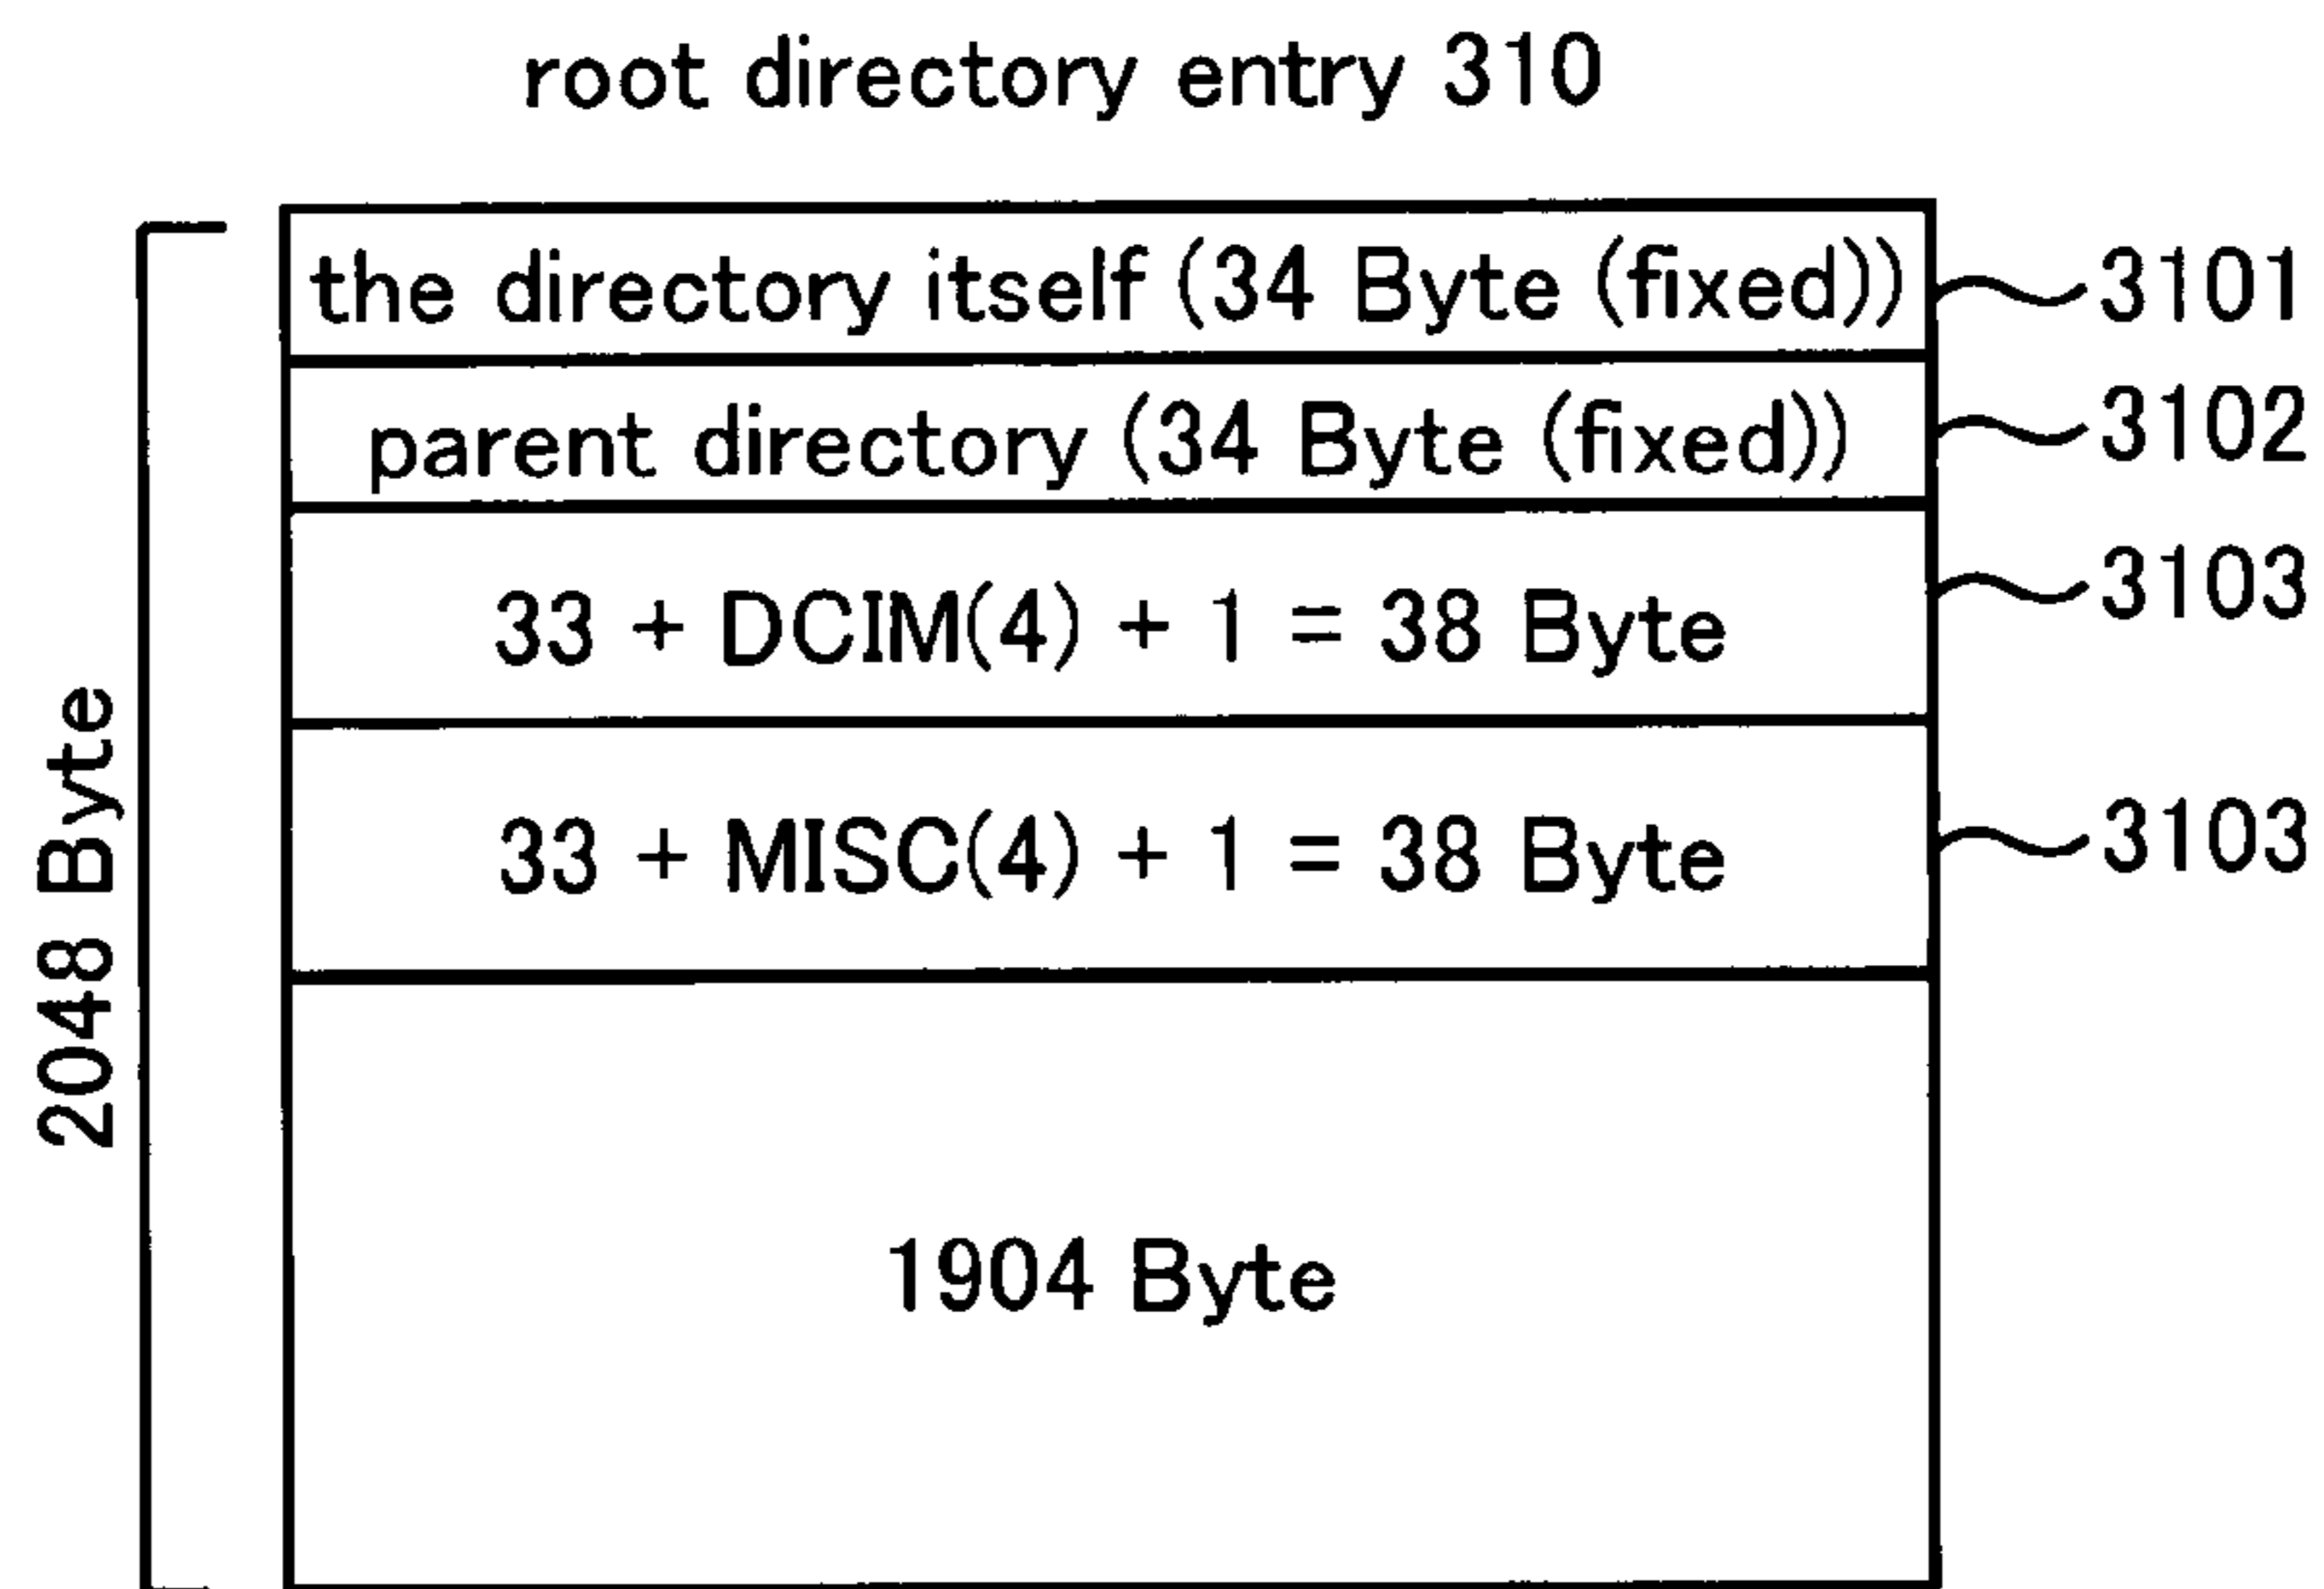 root directory entry 310
the directory itself (34 Byte (fixed)) 3101
parent directory (34 Byte (fixed)) 3102
33 + DCIM(4) + 1 = 38 Byte 3103
33 + MISC(4) + 1 = 38 Byte 3103
2048 Byte
1904 Byte